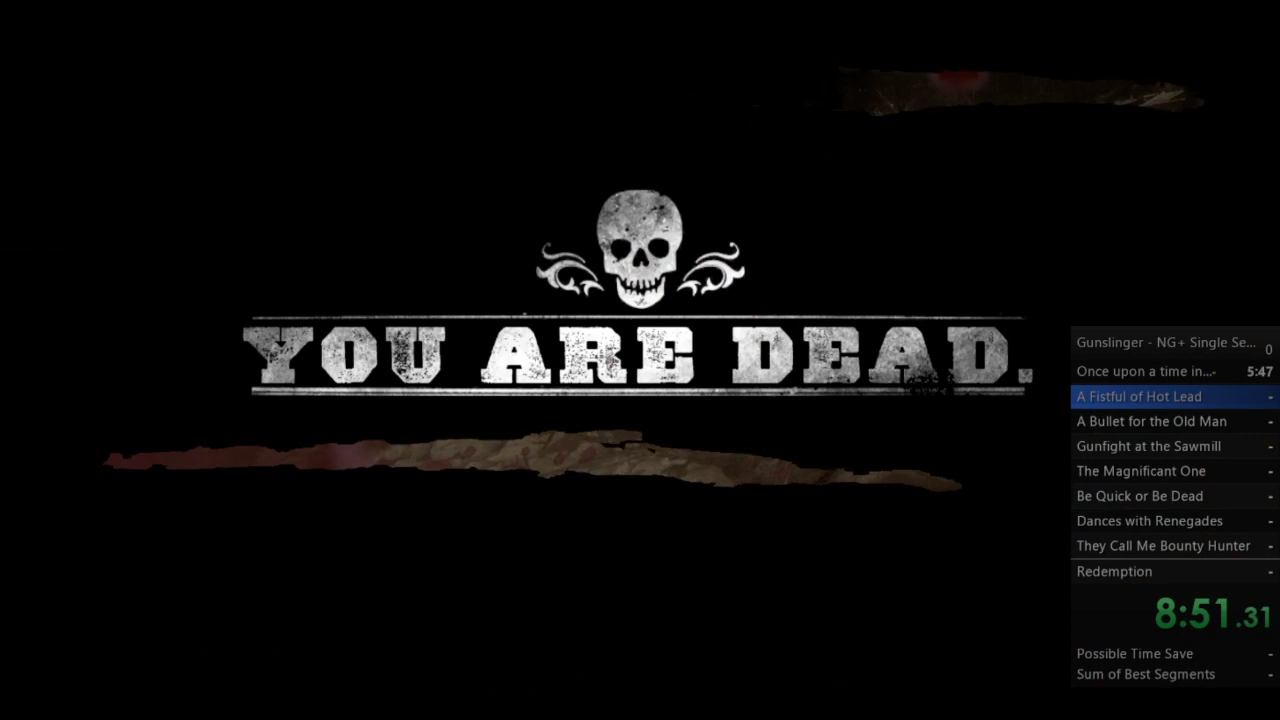 YOU ARE DEAD.
Gunslinger - NG+ Single Se... 0
Once upon a time in...- 5:47
A Fistful of Hot Lead -
A Bullet for the Old Man -
Gunfight at the Sawmill -
The Magnificant One -
Be Quick or Be Dead -
Dances with Renegades -
They Call Me Bounty Hunter -
Redemption -
8:51.31
Possible Time Save -
Sum of Best Segments -